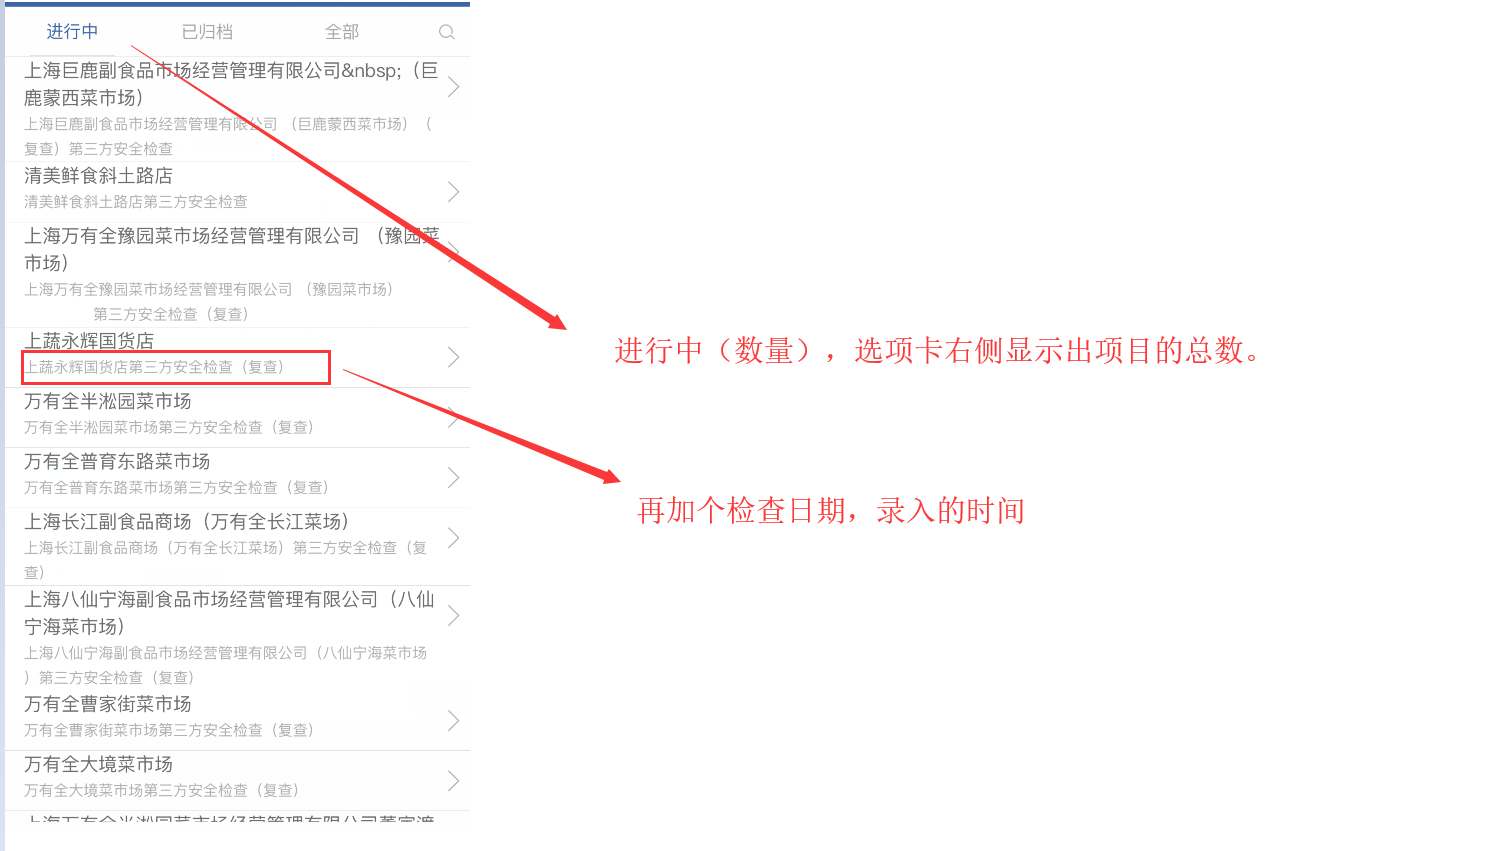 进行中 已归档 全部
上海巨鹿副食品市场经营管理有限公司&nbsp;（巨
鹿蒙西菜市场）
上海巨鹿副食品市场经营管理有限公司 （巨鹿蒙西菜市场）（
复查）第三方安全检查
清美鲜食斜土路店
清美鲜食斜土路店第三方安全检查
上海万有全豫园菜市场经营管理有限公司 （豫园菜
市场）
上海万有全豫园菜市场经营管理有限公司 （豫园菜市场）
第三方安全检查（复查）
上蔬永辉国货店
上蔬永辉国货店第三方安全检查（复查）
万有全半淞园菜市场
万有全半淞园菜市场第三方安全检查（复查）
万有全普育东路菜市场
万有全普育东路菜市场第三方安全检查（复查）
上海长江副食品商场（万有全长江菜场）
上海长江副食品商场（万有全长江菜场）第三方安全检查（复
查）
上海八仙宁海副食品市场经营管理有限公司（八仙
宁海菜市场）
上海八仙宁海副食品市场经营管理有限公司（八仙宁海菜市场
）第三方安全检查（复查）
万有全曹家街菜市场
万有全曹家街菜市场第三方安全检查（复查）
万有全大境菜市场
万有全大境菜市场第三方安全检查（复查）
进行中（数量），选项卡右侧显示出项目的总数。
再加个检查日期，录入的时间